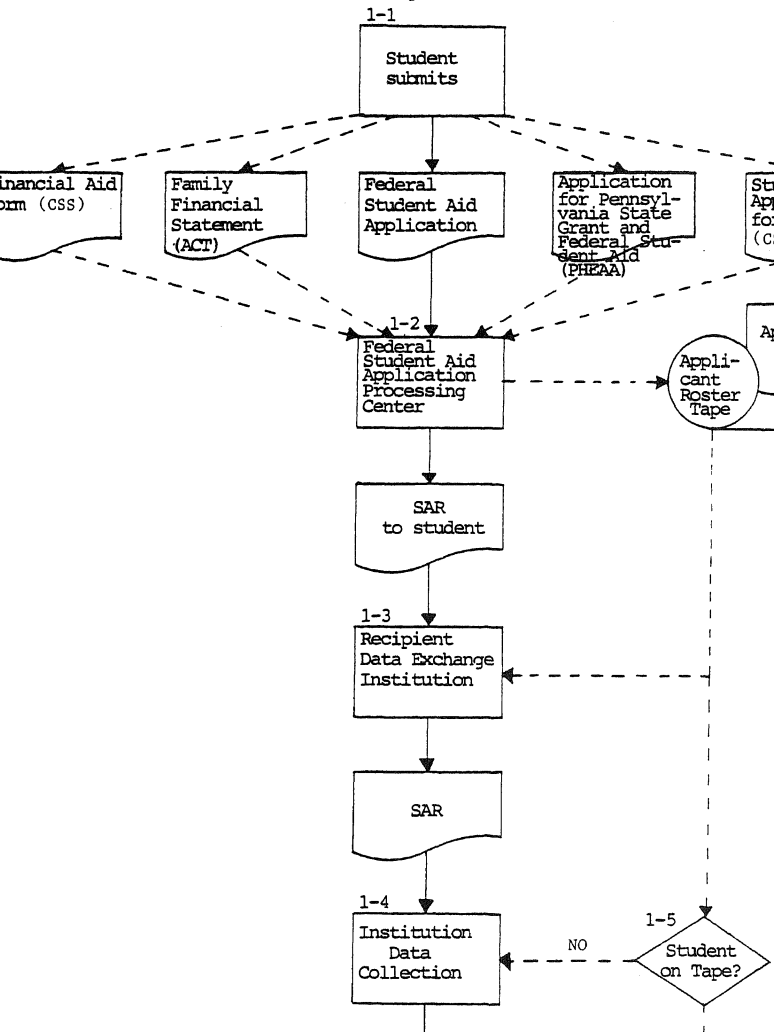 1-1
Student
submits
inancial Aid
orm (CSS)
Family
Financial
Statement
(ACT)
Federal
Student Aid
Application
Application
for Pennsyl-
vania State
Grant and
Federal Stu-
dent Aid
(PHEAA)
St
App
fo
(C
1-2
Federal
Student Aid
Application
Processing
Center
Appli-
cant
Roster
Tape
Ap
SAR
to student
1-3
Recipient
Data Exchange
Institution
SAR
1-4
Institution
Data
Collection
NO
1-5
Student
on Tape?